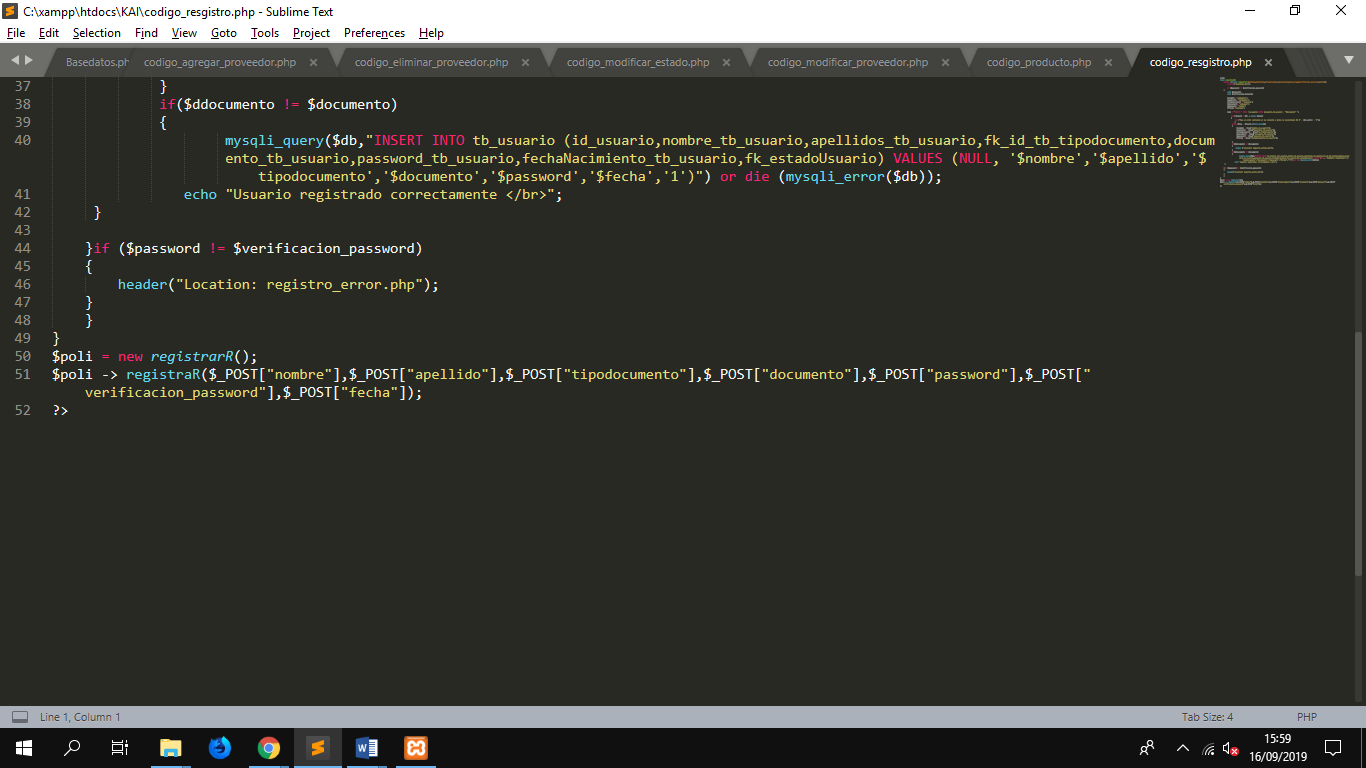 C:\xampp\htdocs\KAI\codigo_resgistro.php - Sublime Text
File Edit Selection Find View Goto Tools Project Preferences Help
Basedatos.ph codigo_agregar_proveedor.php codigo_eliminar_proveedor.php codigo_modificar_estado.php codigo_modificar_proveedor.php codigo_producto.php codigo_resgistro.php
37 }
38 if($ddocumento != $documento)
39 {
40 mysqli_query($db,"INSERT INTO tb_usuario (id_usuario,nombre_tb_usuario,apellidos_tb_usuario,fk_id_tb_tipodocumento,docum
ento_tb_usuario,password_tb_usuario,fechaNacimiento_tb_usuario,fk_estadoUsuario) VALUES (NULL, '$nombre','$apellido','$
tipodocumento','$documento','$password','$fecha','1')") or die (mysqli_error($db));
41 echo "Usuario registrado correctamente </br>";
42 }
43
44 }if ($password != $verificacion_password)
45 {
46 header("Location: registro_error.php");
47 }
48 }
49 }
50 $poli = new registrarR();
51 $poli -> registraR($_POST["nombre"],$_POST["apellido"],$_POST["tipodocumento"],$_POST["documento"],$_POST["password"],$_POST["
verificacion_password"],$_POST["fecha"]);
52 ?>
Line 1, Column 1 Tab Size: 4 PHP
15:59
16/09/2019